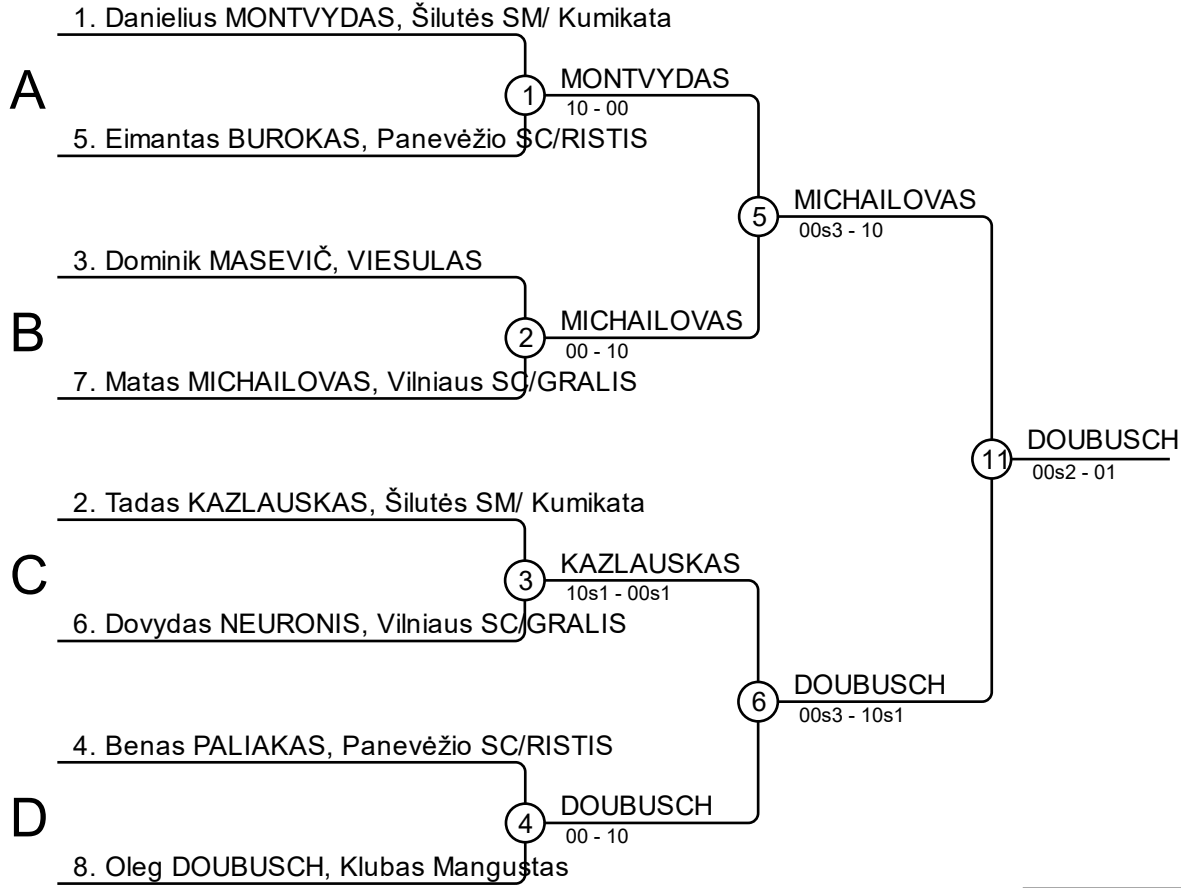 1. Danielius MONTVYDAS, Šilutės SM/ Kumikata
A
1
MONTVYDAS
10 - 00
5. Eimantas BUROKAS, Panevėžio SC/RISTIS
5
MICHAILOVAS
00s3 - 10
3. Dominik MASEVIČ, VIESULAS
B
2
MICHAILOVAS
00 - 10
7. Matas MICHAILOVAS, Vilniaus SC/GRALIS
11
DOUBUSCH
00s2 - 01
2. Tadas KAZLAUSKAS, Šilutės SM/ Kumikata
C
3
KAZLAUSKAS
10s1 - 00s1
6. Dovydas NEURONIS, Vilniaus SC/GRALIS
6
DOUBUSCH
00s3 - 10s1
4. Benas PALIAKAS, Panevėžio SC/RISTIS
D
4
DOUBUSCH
00 - 10
8. Oleg DOUBUSCH, Klubas Mangustas